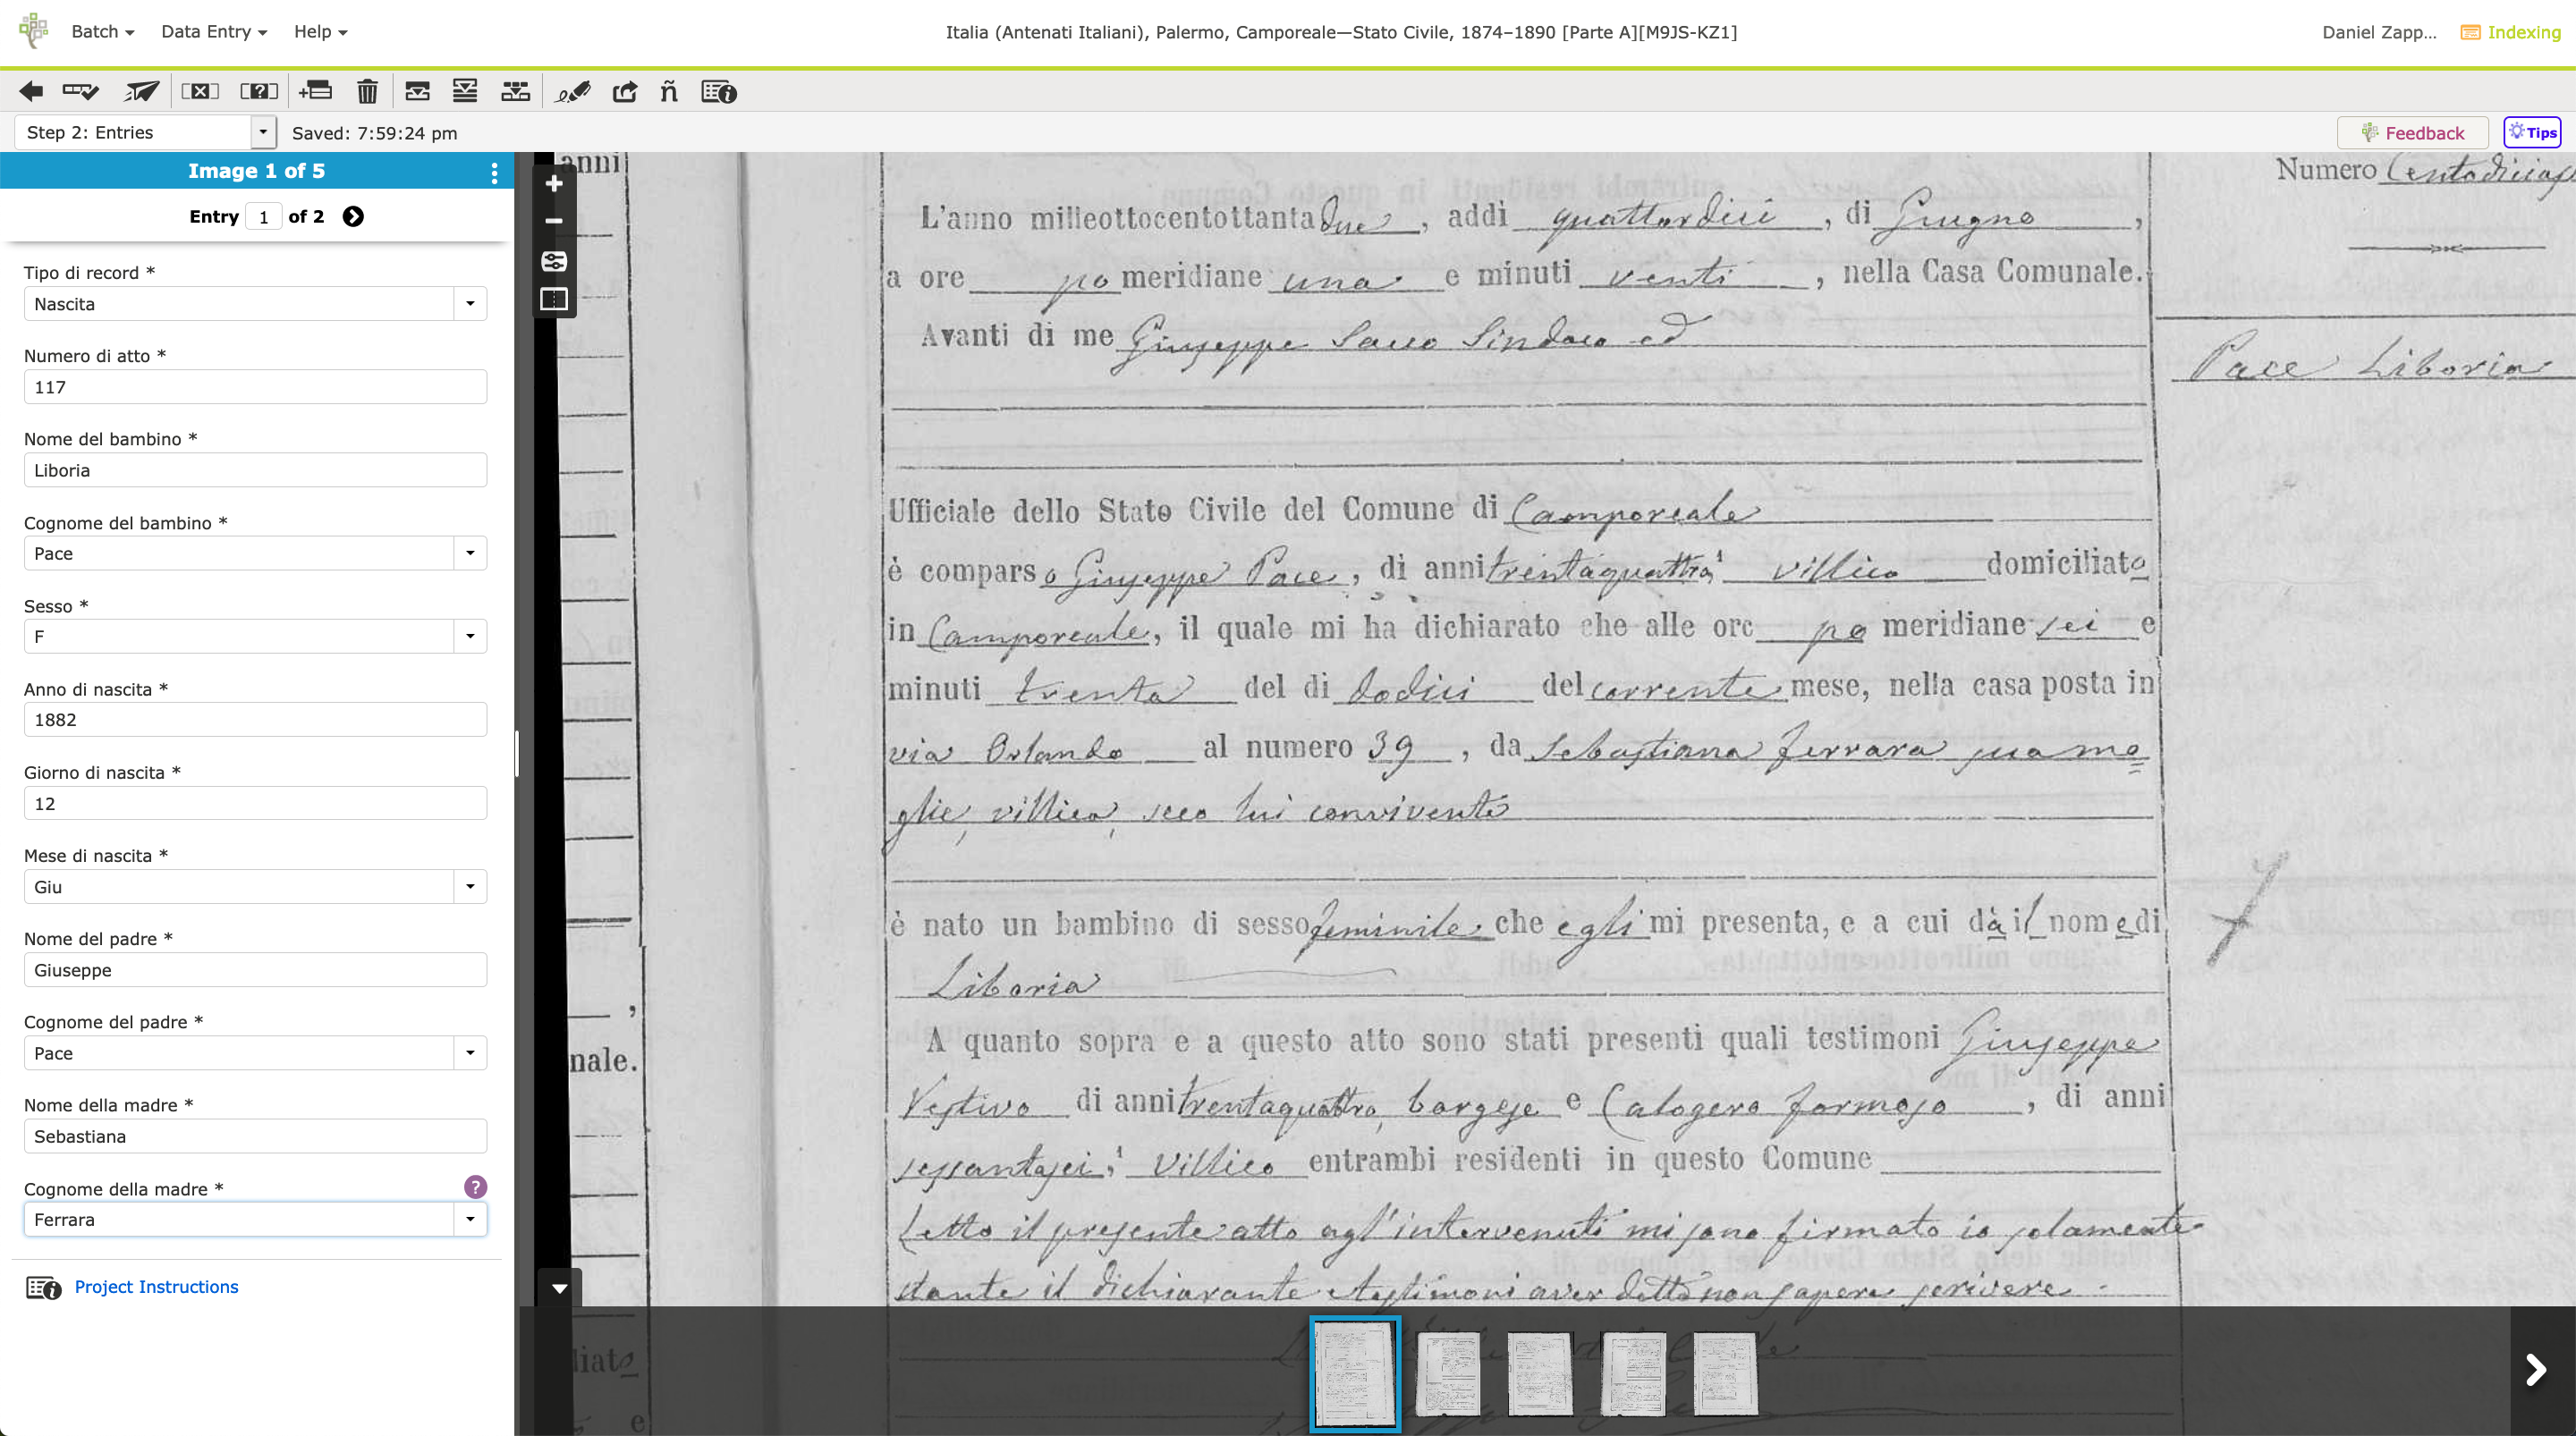 Batch Data Entry Help
Italia (Antenati Italiani), Palermo, Camporeale—Stato Civile, 1874–1890 [Parte A][M9JS-KZ1]
Daniel Zapp... Indexing
Step 2: Entries
Saved: 7:59:24 pm
Feedback
Tips
Image 1 of 5
Entry 1 of 2
Tipo di record *
Nascita
Numero di atto *
117
Nome del bambino *
Liboria
Cognome del bambino *
Pace
Sesso *
F
Anno di nascita *
1882
Giorno di nascita *
12
Mese di nascita *
Giu
Nome del padre *
Giuseppe
Cognome del padre *
Pace
Nome della madre *
Sebastiana
Cognome della madre *
Ferrara
Project Instructions
anni
nale.
liato
e
L'anno milleottocentottantadue, addì quattordici, di Giugno,
a ore pomeridiane una e minuti venti, nella Casa Comunale.
Avanti di me Giuseppe Sacco Sindaco ed
Ufficiale dello Stato Civile del Comune di Camporeale
è comparso Giuseppe Pace, di anni trentaquattro, villico domiciliato
in Camporeale, il quale mi ha dichiarato che alle ore pomeridiane sei e
minuti trenta del dì dodici del corrente mese, nella casa posta in
via Orlando al numero 39, da Sebastiana Ferrara sua mo=
glie, villica, seco lui convivente
è nato un bambino di sesso feminile che egli mi presenta, e a cui dà il nome di
Liboria
A quanto sopra e a questo atto sono stati presenti quali testimoni Giuseppe
Vestivo di anni trentaquattro, borgese e Calogero Formoso, di anni
sessantasei, villico entrambi residenti in questo Comune
Letto il presente atto agl'intervenuti mi sono firmato io solamente
stante il dichiarante e testimoni aver detto non sapere scrivere.
Numero
Pace Liboria